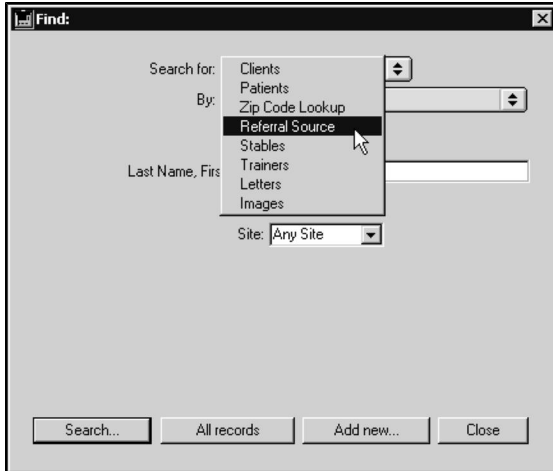 Find:
Search for:
By:
Clients
Patients
Zip Code Lookup
Referral Source
Stables
Trainers
Letters
Images
Last Name, Firs
Site: Any Site
Search... All records Add new... Close